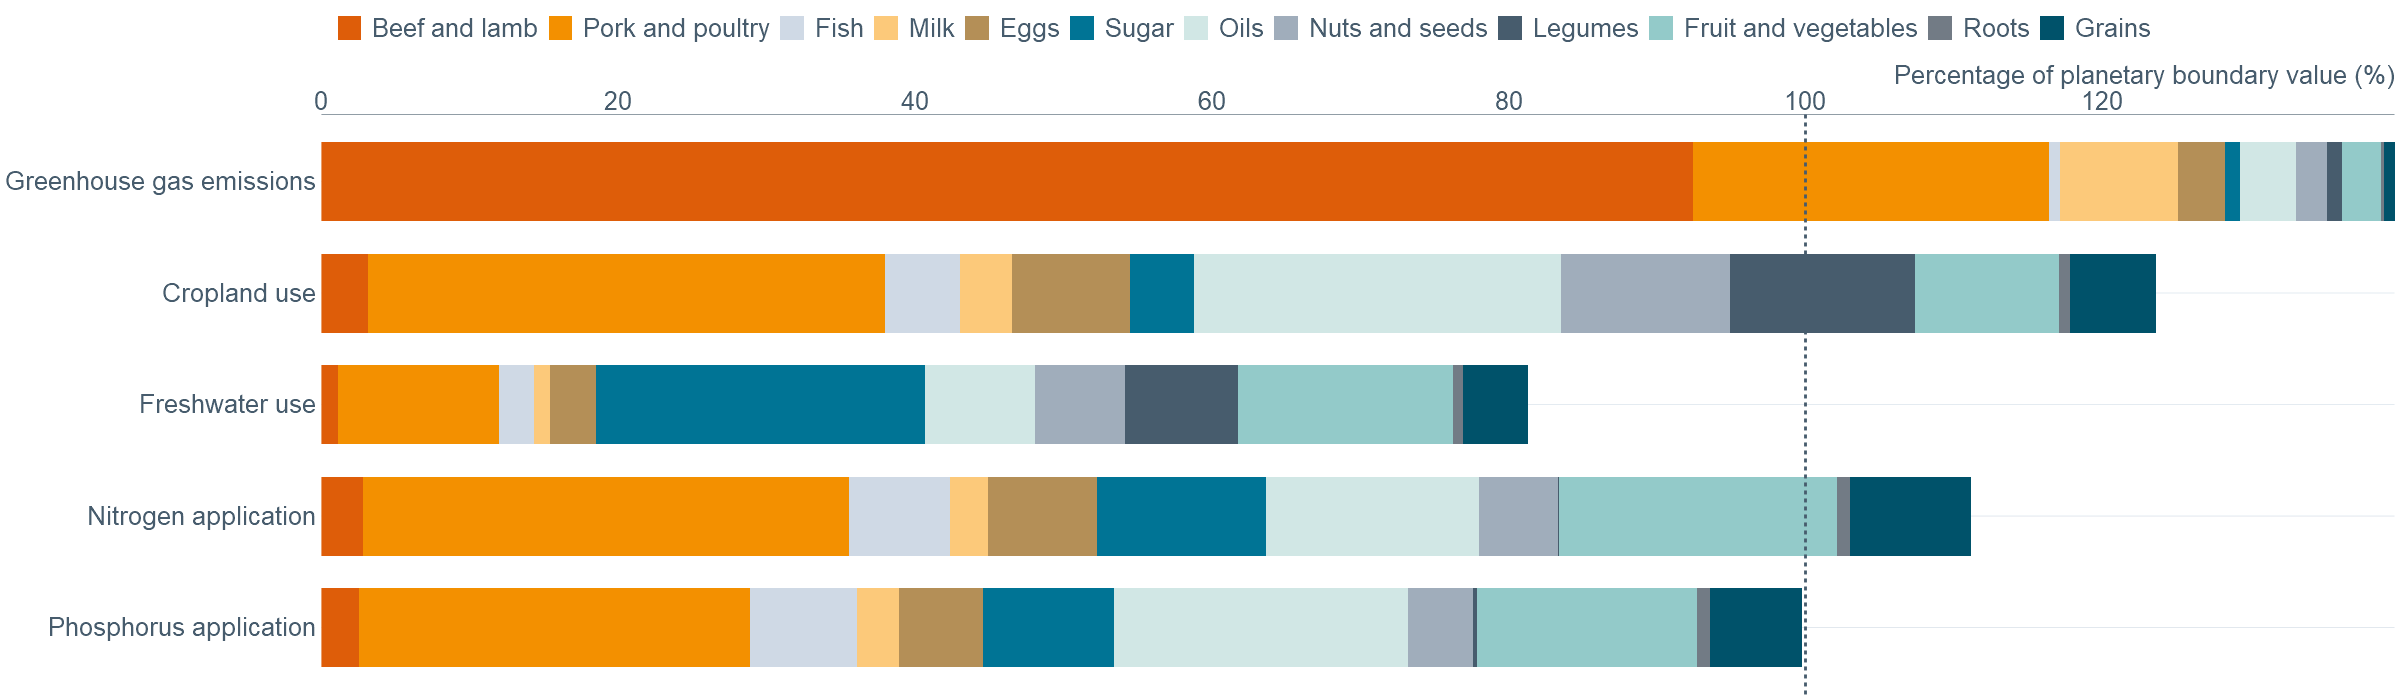 Beef and lamb Pork and poultry Fish Milk Eggs Sugar Oils Nuts and seeds Legumes Fruit and vegetables Roots Grains
Percentage of planetary boundary value (%)
0 20 40 60 80 100 120
Greenhouse gas emissions
Cropland use
Freshwater use
Nitrogen application
Phosphorus application